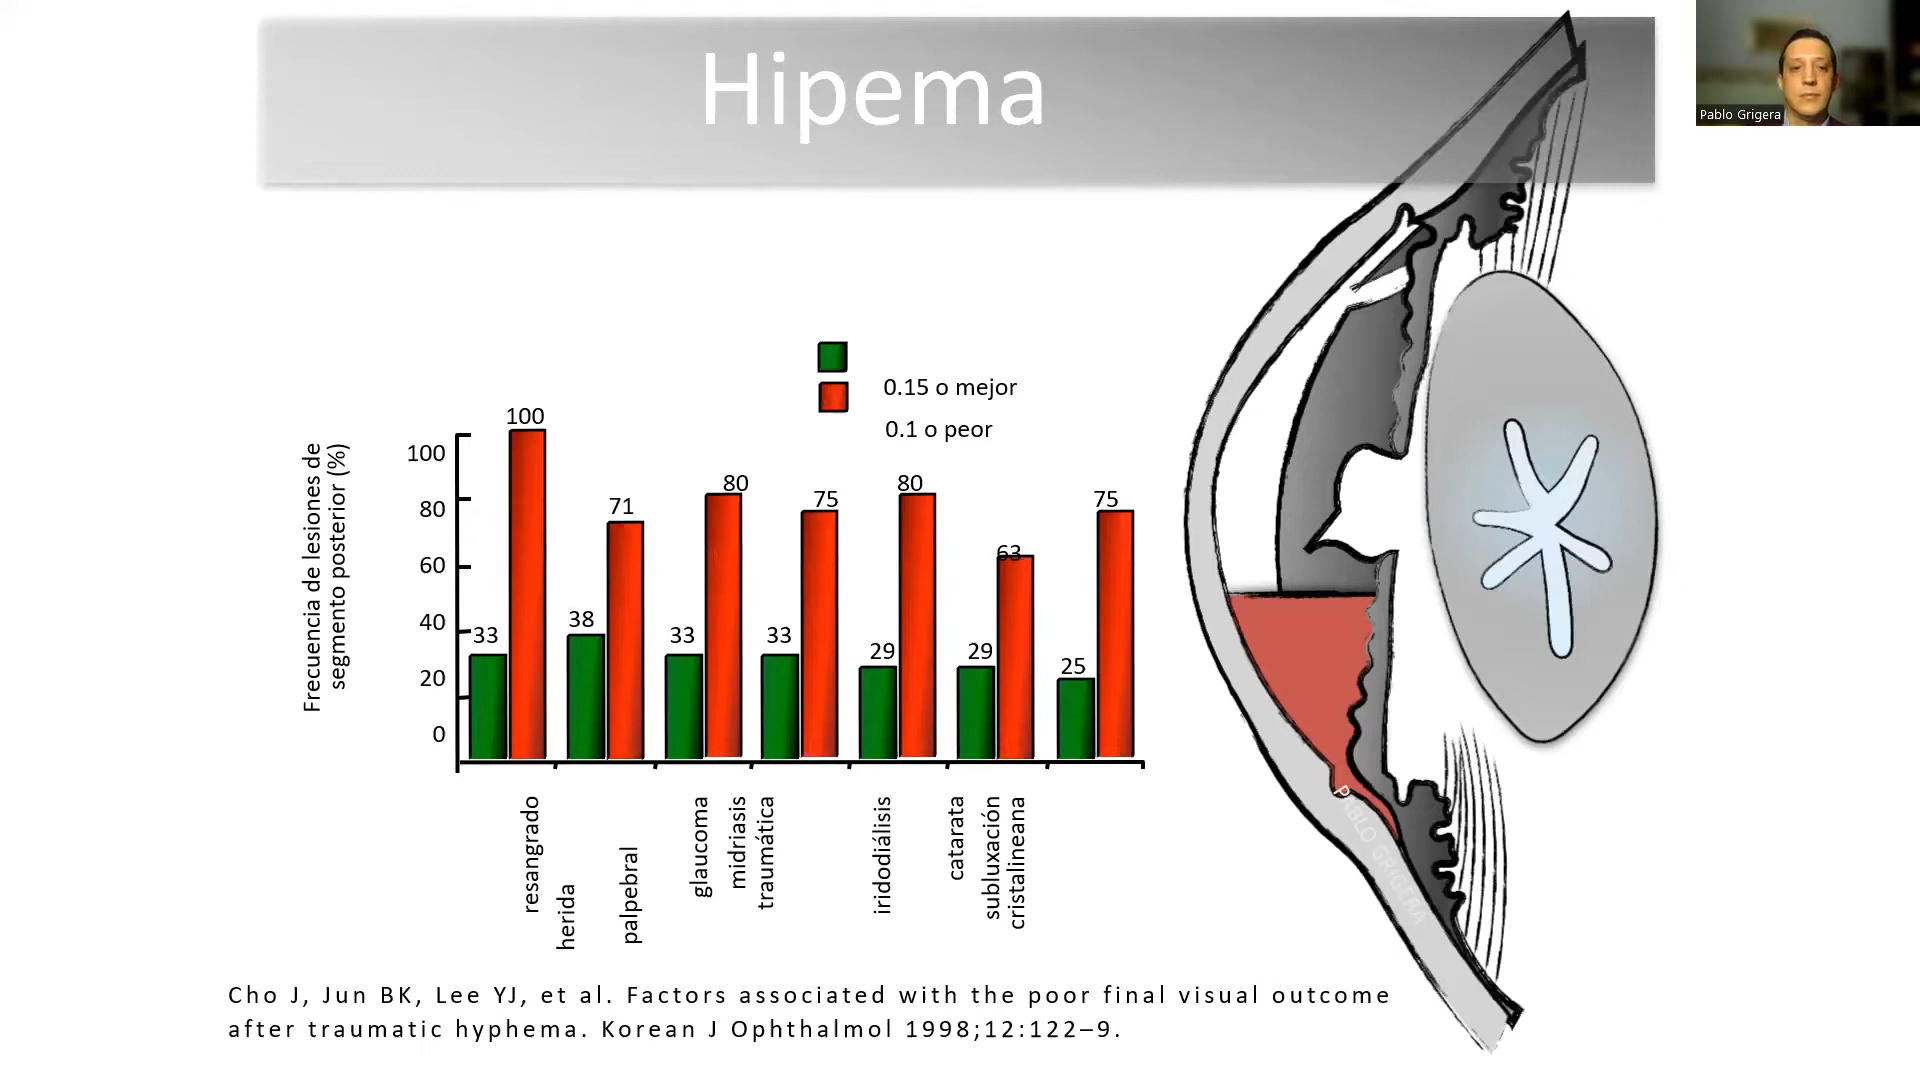 Hipema
Pablo Grigera
0.15 o mejor
0.1 o peor
Frecuencia de lesiones de
segmento posterior (%)
100
80
60
40
20
0
33
100
38
71
33
80
33
75
29
80
29
63
25
75
resangrado
herida
palpebral
glaucoma
midriasis
traumática
iridodiálisis
catarata
subluxación
cristalineana
PABLO GRIGERA
Cho J, Jun BK, Lee YJ, et al. Factors associated with the poor final visual outcome
after traumatic hyphema. Korean J Ophthalmol 1998;12:122–9.